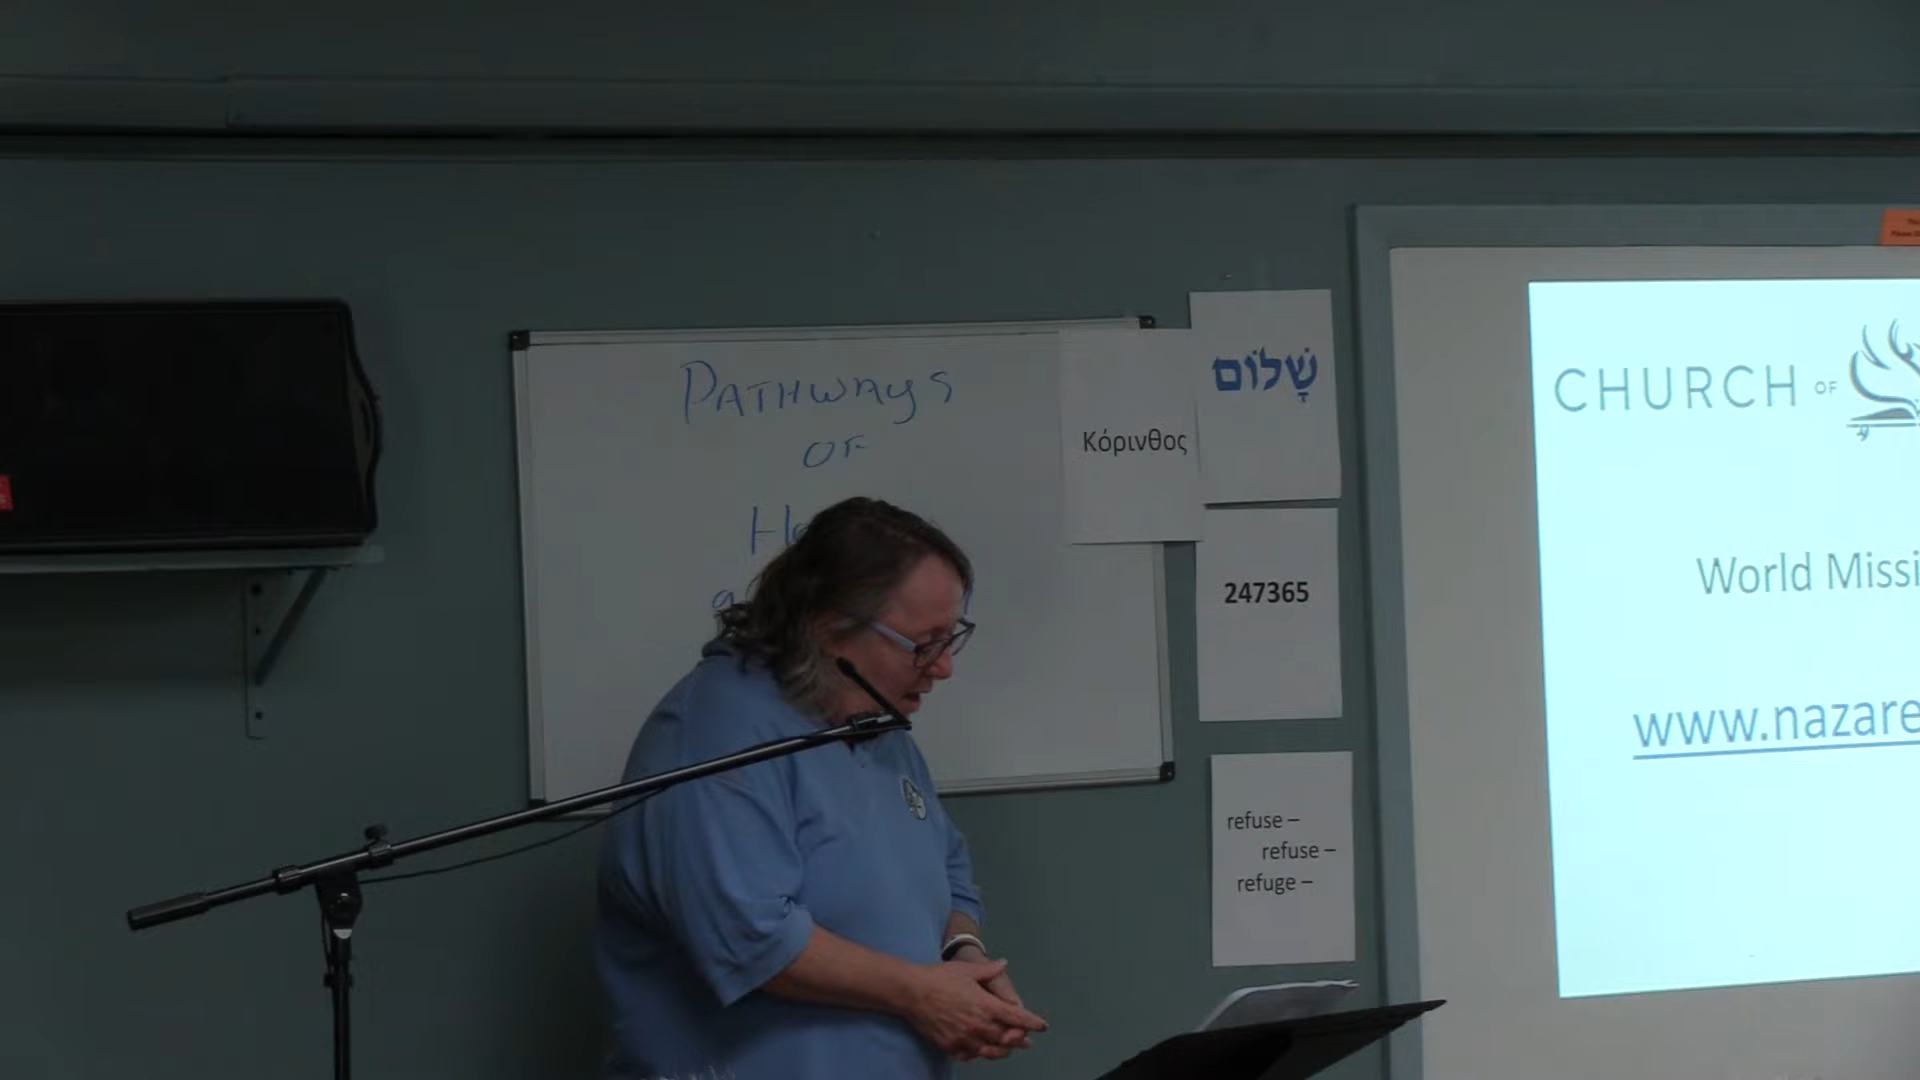 PATHWAYS
OF
Κόρινθος
שָׁלוֹם
247365
refuse –
refuse –
refuge –
CHURCH OF
World Missi
www.nazare